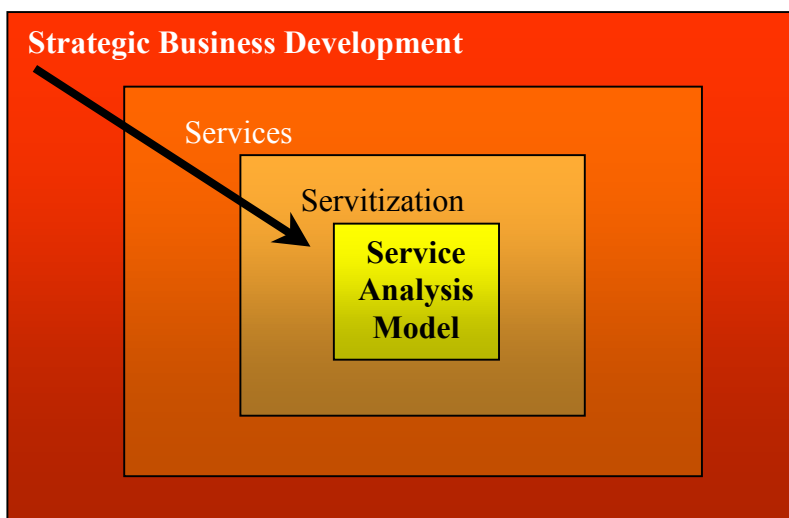 Strategic Business Development
Services
Servitization
Service
Analysis
Model